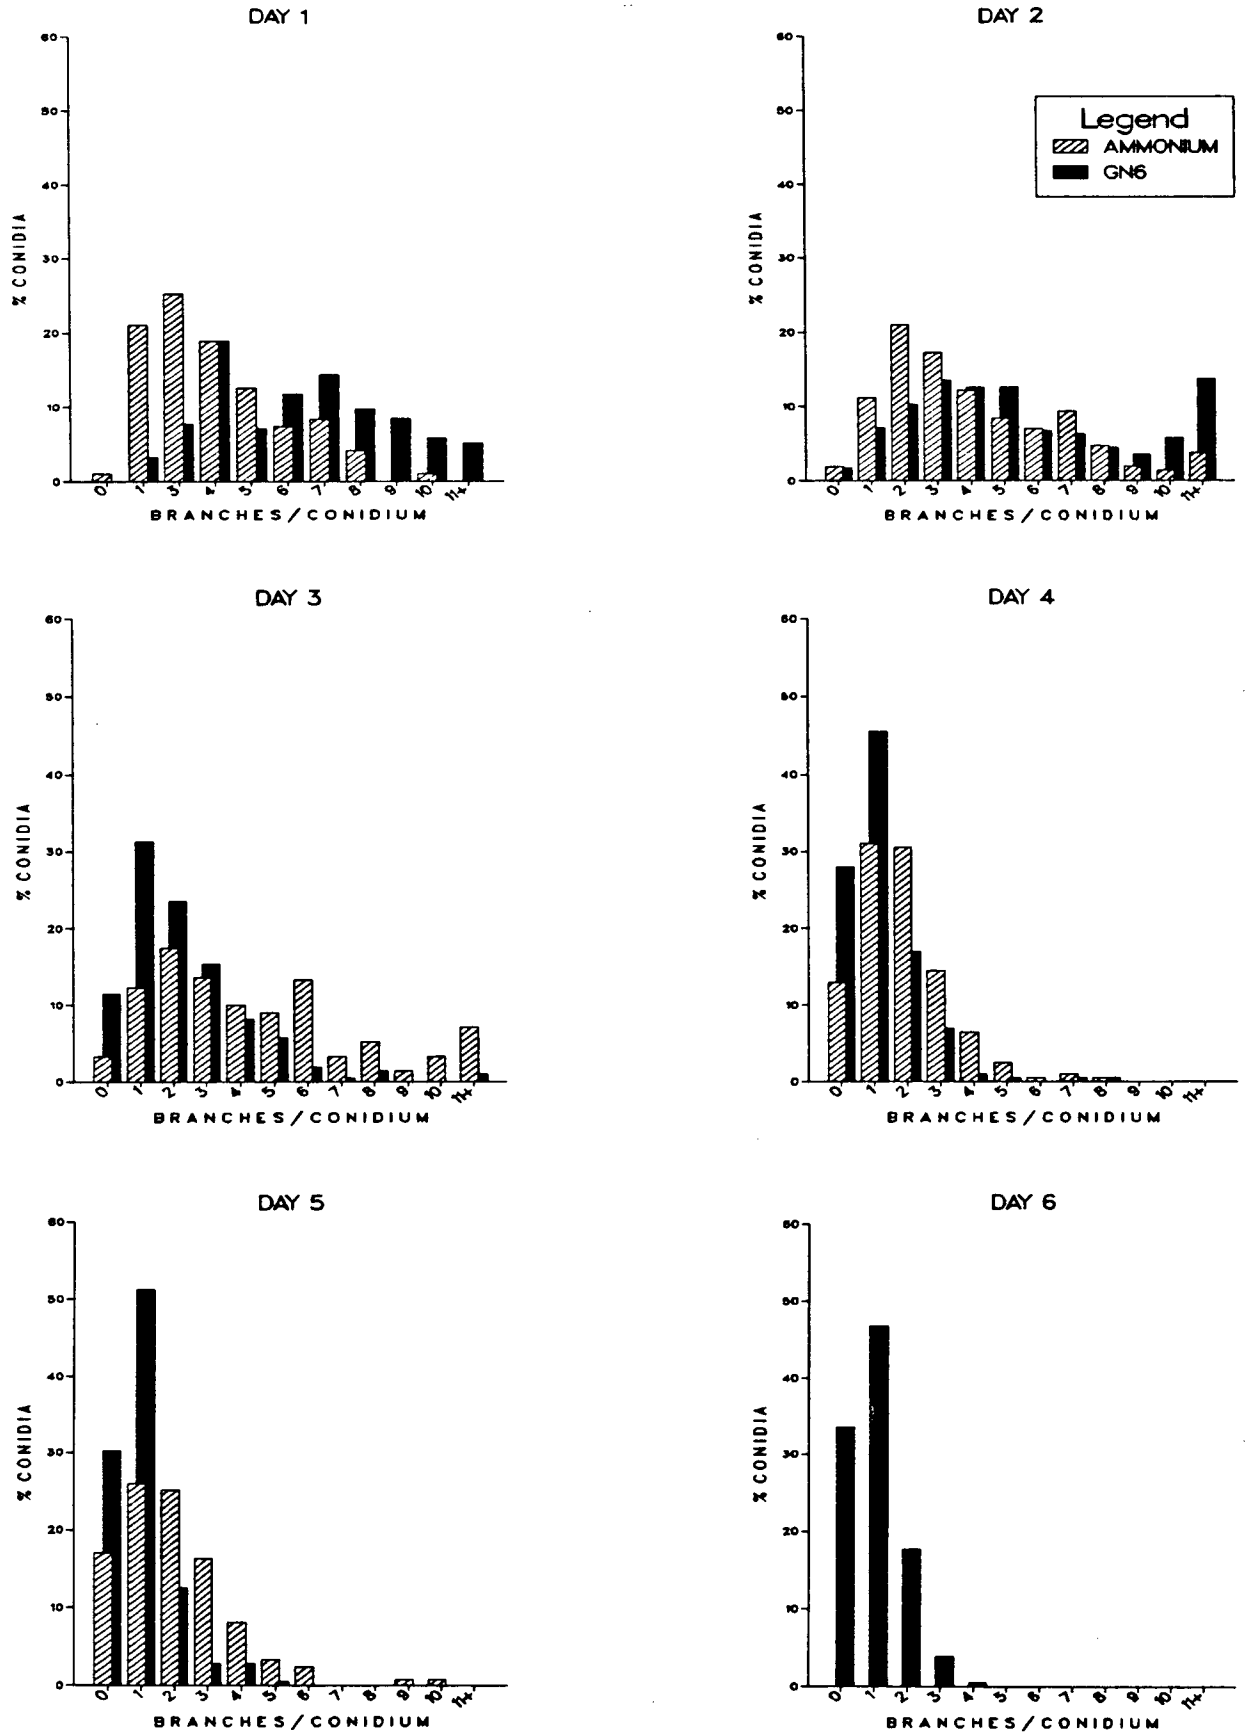 DAY 1
60
50
40
30
20
10
0
% CONIDIA
0 1 3 4 5 6 7 8 9 10 11+
BRANCHES/CONIDIUM
DAY 2
60
50
40
30
20
10
0
% CONIDIA
Legend
AMMONIUM
GN6
0 1 2 3 4 5 6 7 8 9 10 11+
BRANCHES/CONIDIUM
DAY 3
60
50
40
30
20
10
0
% CONIDIA
0 1 2 3 4 5 6 7 8 9 10 11+
BRANCHES/CONIDIUM
DAY 4
60
50
40
30
20
10
0
% CONIDIA
0 1 2 3 4 5 6 7 8 9 10 11+
BRANCHES/CONIDIUM
DAY 5
60
50
40
30
20
10
0
% CONIDIA
0 1 2 3 4 5 6 7 8 9 10 11+
BRANCHES/CONIDIUM
DAY 6
60
50
40
30
20
10
0
% CONIDIA
0 1 2 3 4 5 6 7 8 9 10 11+
BRANCHES/CONIDIUM